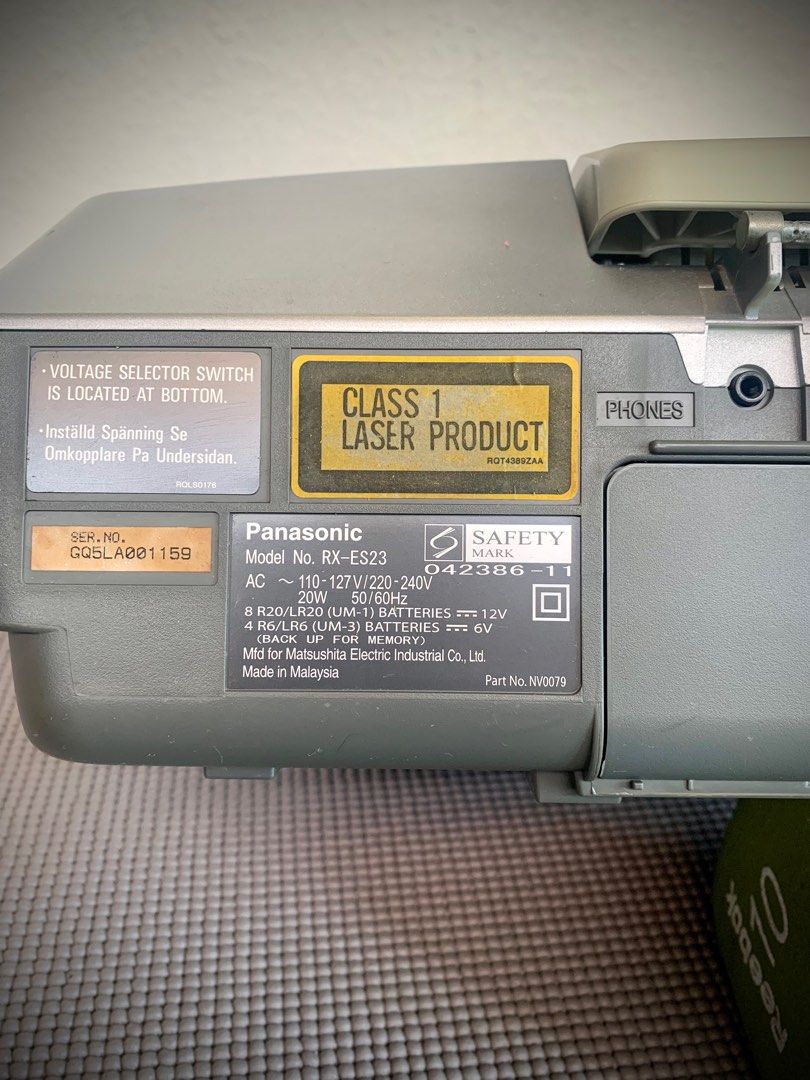 · VOLTAGE SELECTOR SWITCH
IS LOCATED AT BOTTOM.
· Inställd Spänning Se
Omkopplare Pa Undersidan.
RQLS0176
CLASS 1
LASER PRODUCT
RQT4389ZAA
PHONES
SER.NO.
GQ5LA001159
Panasonic
Model No. RX-ES23
SAFETY
MARK
042386-11
AC ~ 110-127V/220-240V
20W 50/60Hz
8 R20/LR20 (UM-1) BATTERIES ⎓ 12V
4 R6/LR6 (UM-3) BATTERIES ⎓ 6V
(BACK UP FOR MEMORY)
Mfd for Matsushita Electric Industrial Co., Ltd.
Made in Malaysia
Part No. NV0079
10
Reebok